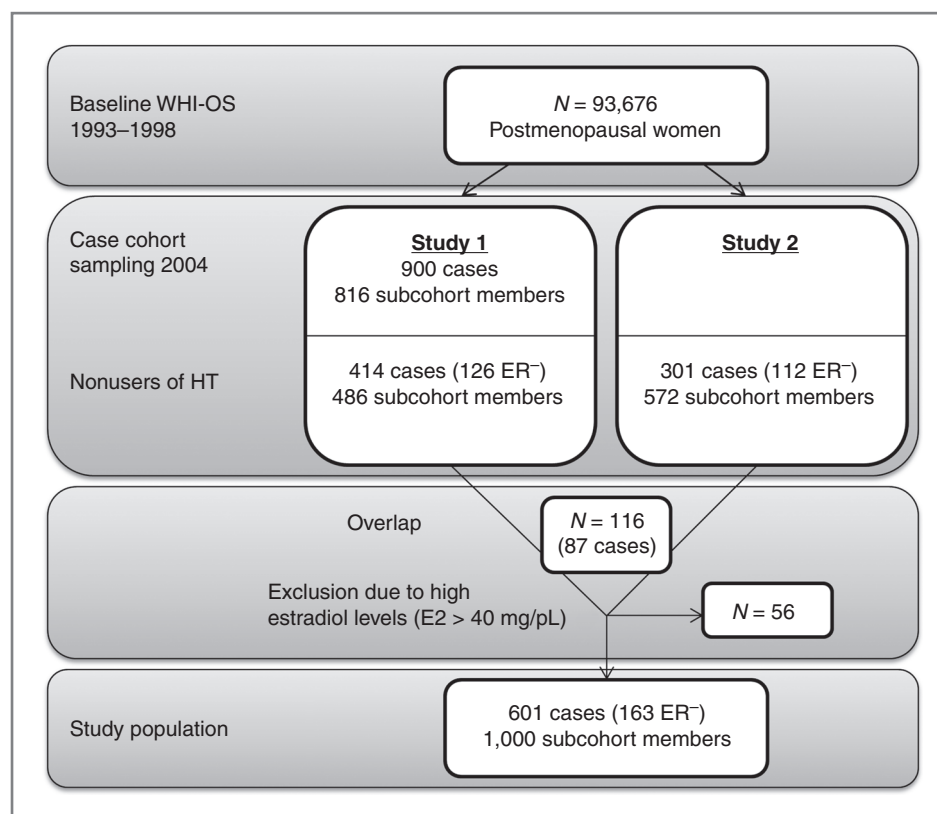 Baseline WHI-OS
1993–1998
N = 93,676
Postmenopausal women
Case cohort
sampling 2004
Study 1
900 cases
816 subcohort members
Study 2
Nonusers of HT
414 cases (126 ER⁻)
486 subcohort members
301 cases (112 ER⁻)
572 subcohort members
Overlap
N = 116
(87 cases)
Exclusion due to high
estradiol levels (E2 > 40 mg/pL)
N = 56
Study population
601 cases (163 ER⁻)
1,000 subcohort members